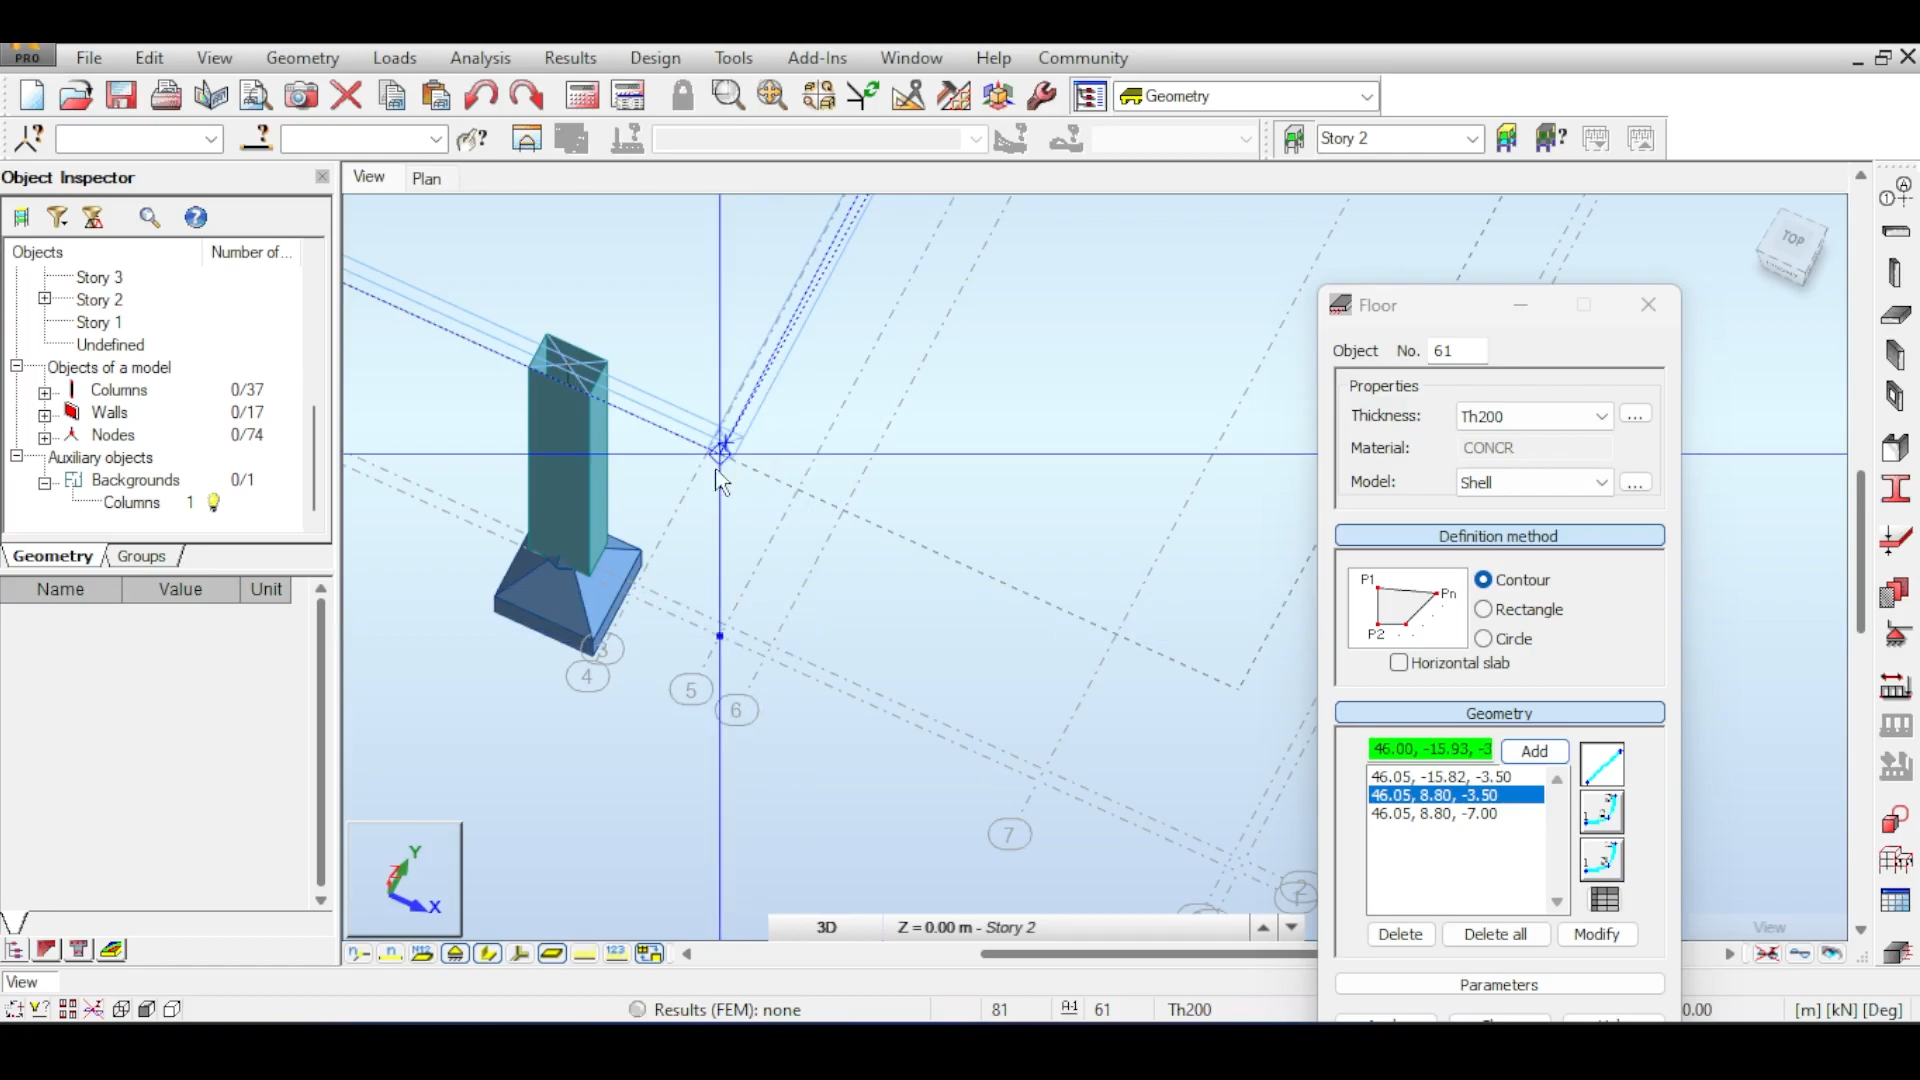 PRO File Edit View Geometry Loads Analysis Results Design Tools Add-Ins Window Help Community
Geometry
Story 2
Object Inspector
View Plan
Objects Number of...
Story 3
Story 2
Story 1
Undefined
Objects of a model
Columns 0/37
Walls 0/17
Nodes 0/74
Auxiliary objects
Backgrounds 0/1
Columns 1
Geometry Groups
Name Value Unit
TOP
3
4
5
6
7
2
Y
Z
X
3D Z = 0.00 m - Story 2
View
Floor
Object No. 61
Properties
Thickness: Th200 ...
Material: CONCR
Model: Shell ...
Definition method
P1
Pn
P2
Contour
Rectangle
Circle
Horizontal slab
Geometry
46.00, -15.93, -3 Add
46.05, -15.82, -3.50
46.05, 8.80, -3.50
46.05, 8.80, -7.00
Delete Delete all Modify
Parameters
View
Results (FEM): none 81 61 Th200 0.00 [m] [kN] [Deg]